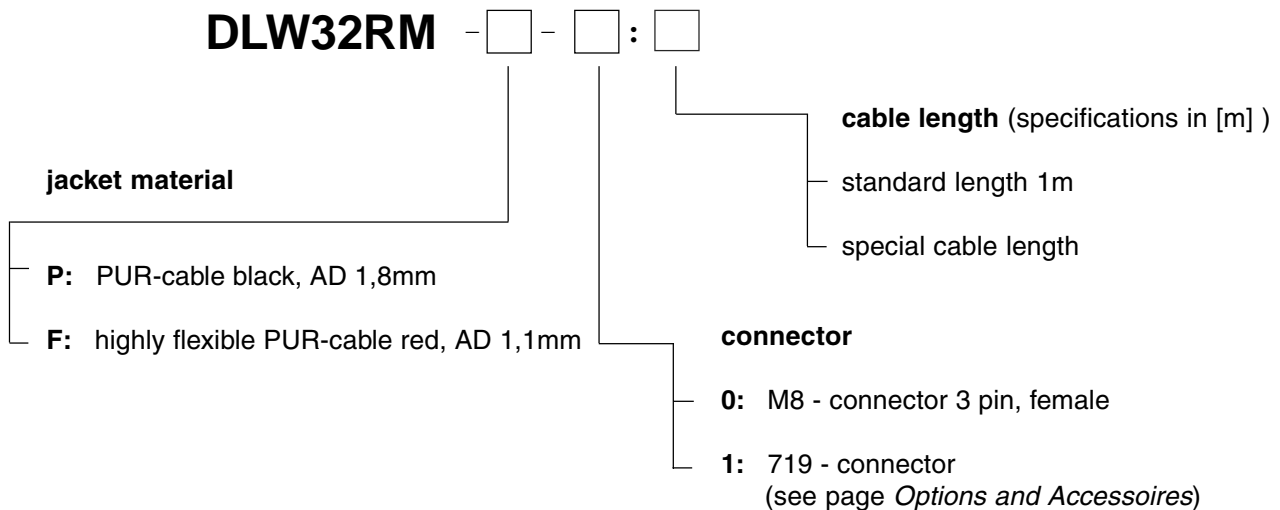 DLW32RM - - :
cable length (specifications in [m] )
jacket material
standard length 1m
special cable length
P: PUR-cable black, AD 1,8mm
F: highly flexible PUR-cable red, AD 1,1mm
connector
0: M8 - connector 3 pin, female
1: 719 - connector
(see page Options and Accessoires)